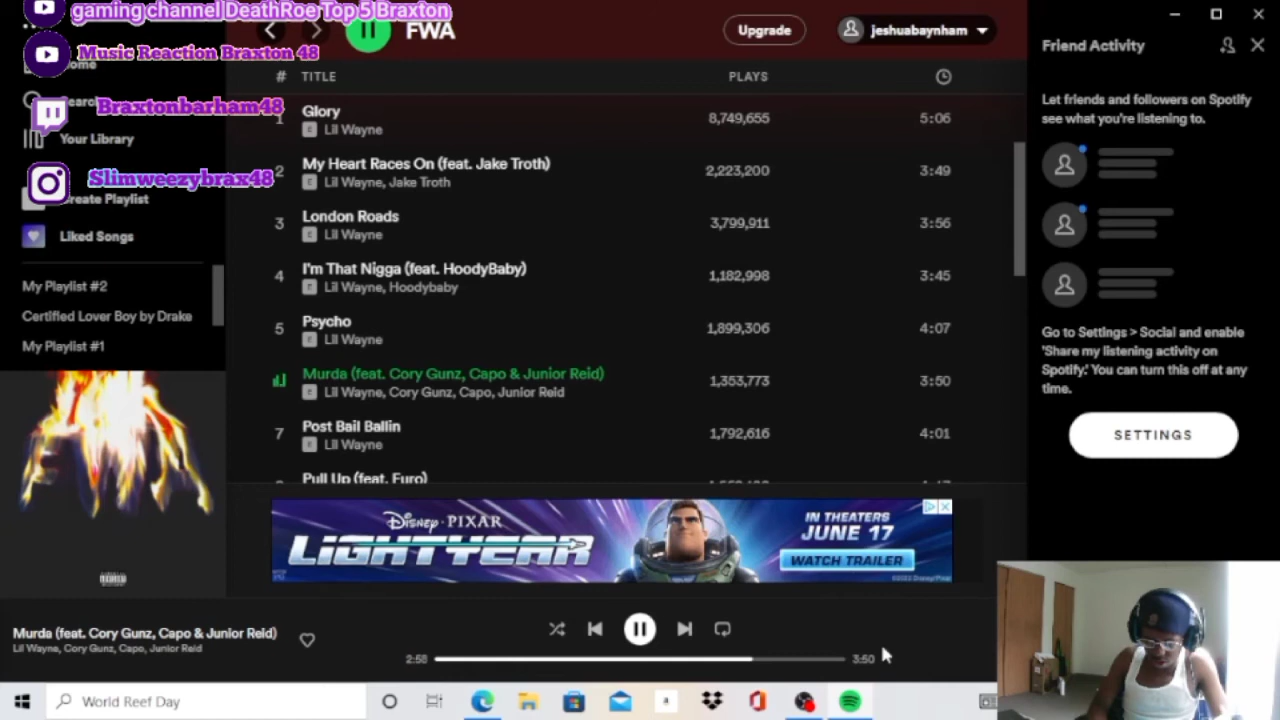 gaming channel DeathRoe Top 5 Braxton
Music Reaction Braxton 48
Braxtonbarham48
Your Library
Slimweezybrax48
Create Playlist
Liked Songs
My Playlist #2
Certified Lover Boy by Drake
My Playlist #1
FWA
Upgrade
jeshuabaynham
# TITLE PLAYS
1 Glory 8,749,655 5:06
E Lil Wayne
2 My Heart Races On (feat. Jake Troth) 2,223,200 3:49
E Lil Wayne, Jake Troth
3 London Roads 3,799,911 3:56
E Lil Wayne
4 I'm That Nigga (feat. HoodyBaby) 1,182,998 3:45
E Lil Wayne, Hoodybaby
5 Psycho 1,899,306 4:07
E Lil Wayne
Murda (feat. Cory Gunz, Capo & Junior Reid) 1,353,773 3:50
E Lil Wayne, Cory Gunz, Capo, Junior Reid
7 Post Bail Ballin 1,792,616 4:01
E Lil Wayne
Pull Up (feat. Euro)
Disney · PIXAR
LIGHTYEAR
IN THEATERS
JUNE 17
WATCH TRAILER
Friend Activity
Let friends and followers on Spotify
see what you're listening to.
Go to Settings > Social and enable
'Share my listening activity on
Spotify.' You can turn this off at any
time.
SETTINGS
Murda (feat. Cory Gunz, Capo & Junior Reid)
Lil Wayne, Cory Gunz, Capo, Junior Reid
2:58 3:50
World Reef Day